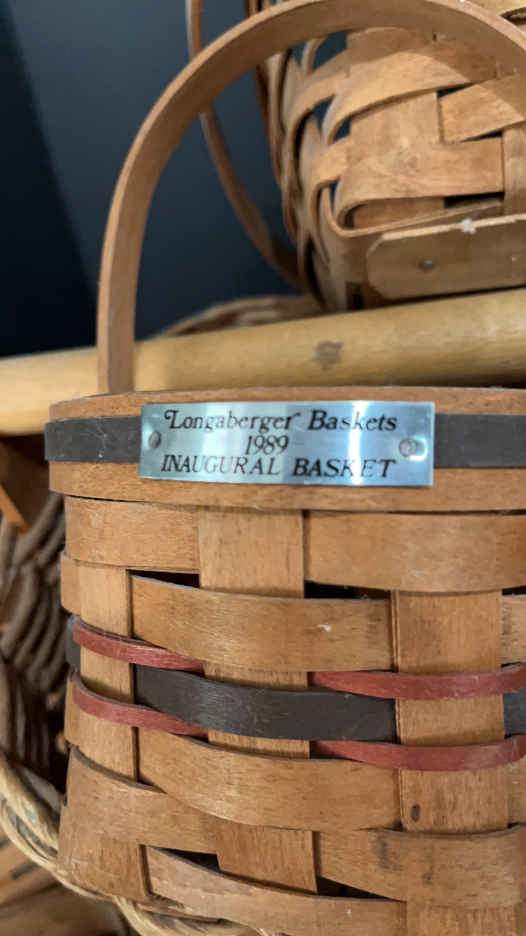 Longaberger Baskets
1989
INAUGURAL BASKET